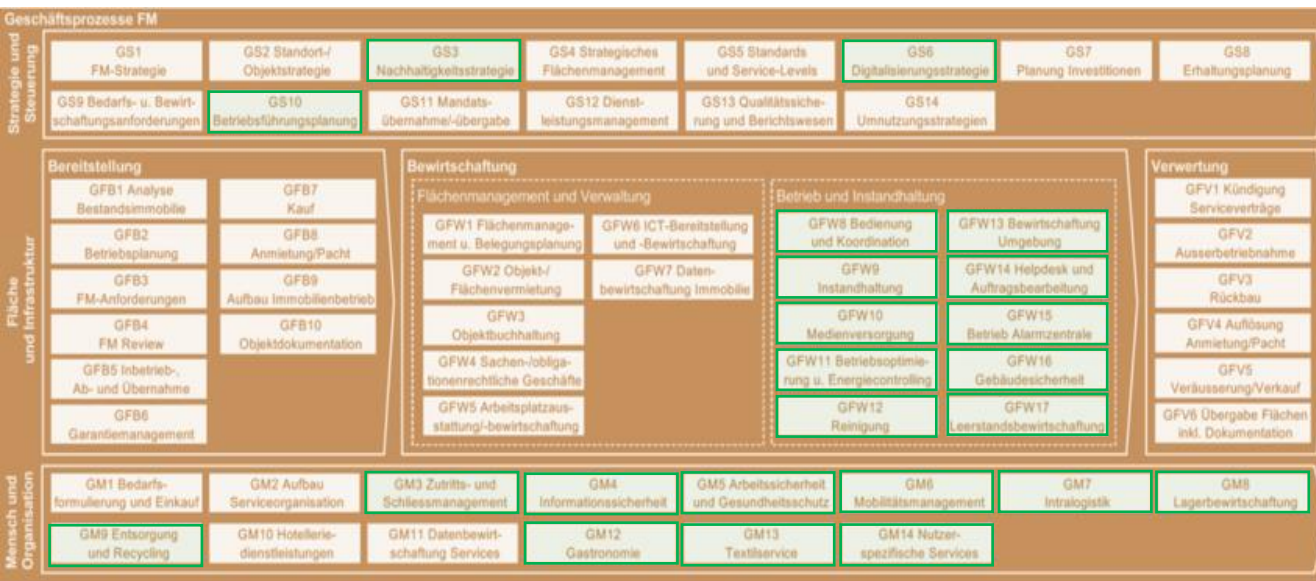 Geschäftsprozesse FM
Strategie und
Steuerung
GS1
FM-Strategie
GS2 Standort-/
Objektstrategie
GS3
Nachhaltigkeitsstrategie
GS4 Strategisches
Flächenmanagement
GS5 Standards
und Service-Levels
GS6
Digitalisierungsstrategie
GS7
Planung Investitionen
GS8
Erhaltungsplanung
GS9 Bedarfs- u. Bewirt-
schaftungsanforderungen
GS10
Betriebsführungsplanung
GS11 Mandats-
übernahme/-übergabe
GS12 Dienst-
leistungsmanagement
GS13 Qualitätssiche-
rung und Berichtswesen
GS14
Umnutzungsstrategien
Fläche
und Infrastruktur
Bereitstellung
GFB1 Analyse
Bestandsimmobilie
GFB2
Betriebsplanung
GFB3
FM-Anforderungen
GFB4
FM Review
GFB5 Inbetrieb-,
Ab- und Übernahme
GFB6
Garantiemanagement
GFB7
Kauf
GFB8
Anmietung/Pacht
GFB9
Aufbau Immobilienbetrieb
GFB10
Objektdokumentation
Bewirtschaftung
Flächenmanagement und Verwaltung
GFW1 Flächenmanage-
ment u. Belegungsplanung
GFW2 Objekt-/
Flächenvermietung
GFW3
Objektbuchhaltung
GFW4 Sachen-/obliga-
tionenrechtliche Geschäfte
GFW5 Arbeitsplatzaus-
stattung/-bewirtschaftung
GFW6 ICT-Bereitstellung
und -Bewirtschaftung
GFW7 Daten-
bewirtschaftung Immobilie
Betrieb und Instandhaltung
GFW8 Bedienung
und Koordination
GFW9
Instandhaltung
GFW10
Medienversorgung
GFW11 Betriebsoptimie-
rung u. Energiecontrolling
GFW12
Reinigung
GFW13 Bewirtschaftung
Umgebung
GFW14 Helpdesk und
Auftragsbearbeitung
GFW15
Betrieb Alarmzentrale
GFW16
Gebäudesicherheit
GFW17
Leerstandsbewirtschaftung
Verwertung
GFV1 Kündigung
Serviceverträge
GFV2
Ausserbetriebnahme
GFV3
Rückbau
GFV4 Auflösung
Anmietung/Pacht
GFV5
Veräusserung/Verkauf
GFV6 Übergabe Flächen
inkl. Dokumentation
Mensch und
Organisation
GM1 Bedarfs-
formulierung und Einkauf
GM2 Aufbau
Serviceorganisation
GM3 Zutritts- und
Schliessmanagement
GM4
Informationssicherheit
GM5 Arbeitssicherheit
und Gesundheitsschutz
GM6
Mobilitätsmanagement
GM7
Intralogistik
GM8
Lagerbewirtschaftung
GM9 Entsorgung
und Recycling
GM10 Hotellerie-
dienstleistungen
GM11 Datenbewirt-
schaftung Services
GM12
Gastronomie
GM13
Textilservice
GM14 Nutzer-
spezifische Services